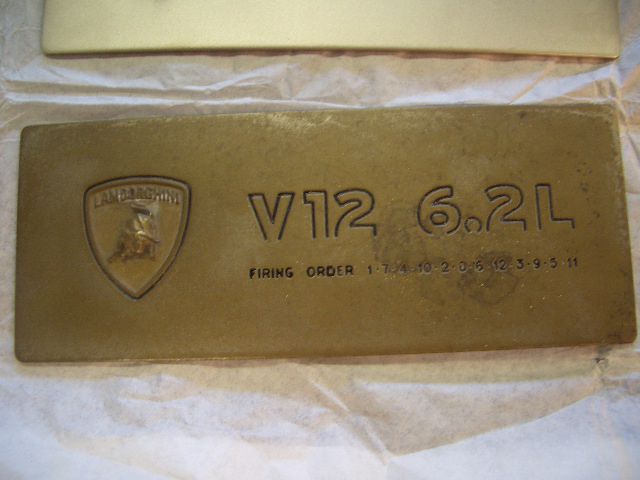 LAMBORGHINI
V12 6.2L
FIRING ORDER 1·7·4·10·2·8·6·12·3·9·5·11